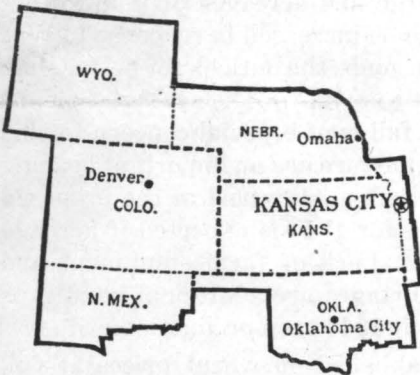 WYO.
NEBR.
Omaha
Denver
COLO.
KANSAS CITY
KANS.
N. MEX.
OKLA.
Oklahoma City